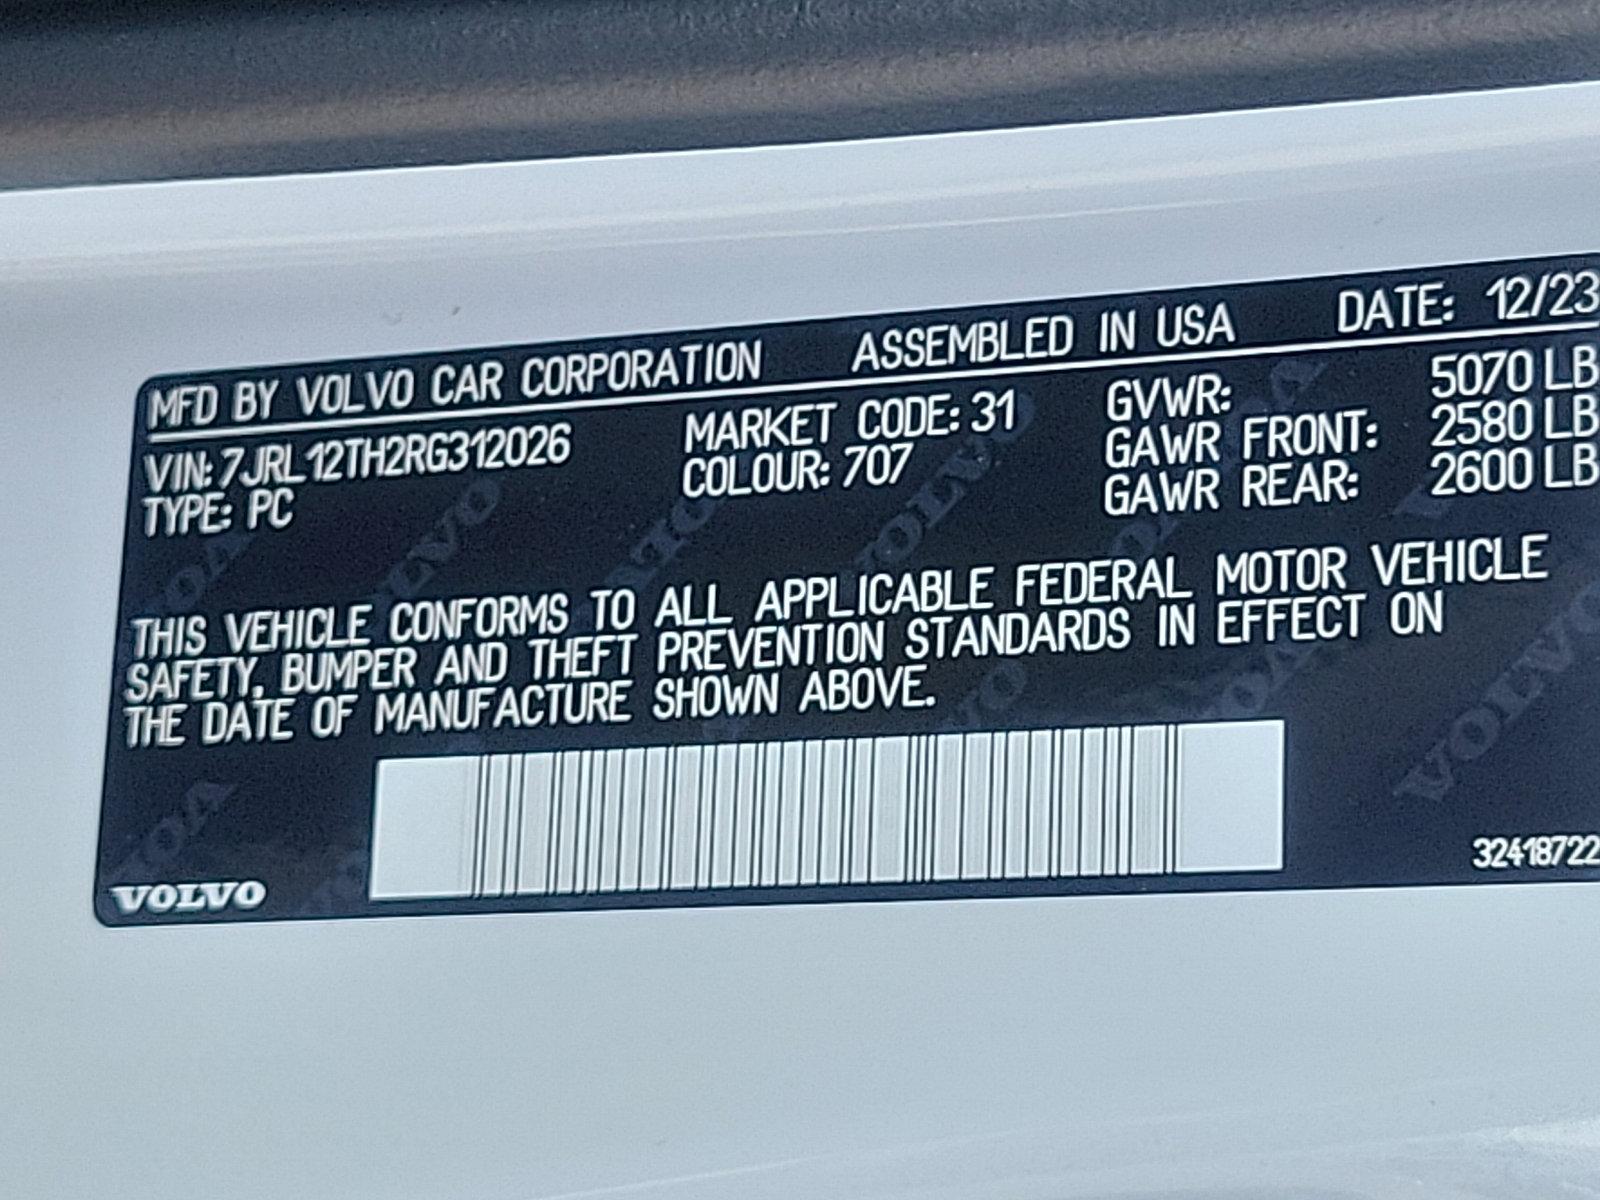 MFD BY VOLVO CAR CORPORATION ASSEMBLED IN USA DATE: 12/23
VIN: 7JRL12TH2RG312026 MARKET CODE: 31 GVWR: 5070 LB
TYPE: PC COLOUR: 707 GAWR FRONT: 2580 LB
GAWR REAR: 2600 LB
THIS VEHICLE CONFORMS TO ALL APPLICABLE FEDERAL MOTOR VEHICLE
SAFETY, BUMPER AND THEFT PREVENTION STANDARDS IN EFFECT ON
THE DATE OF MANUFACTURE SHOWN ABOVE.
VOLVO
32418722